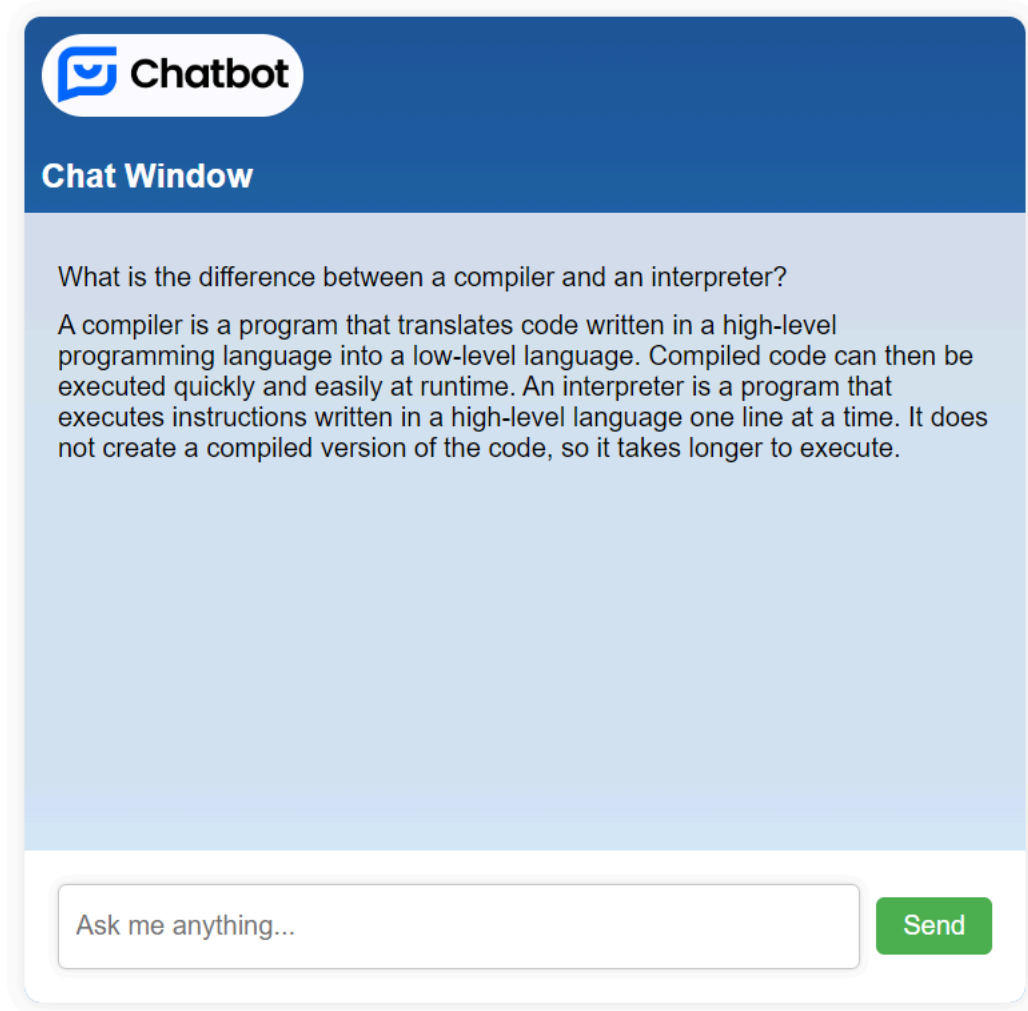 Chatbot
Chat Window
What is the difference between a compiler and an interpreter?
A compiler is a program that translates code written in a high-level
programming language into a low-level language. Compiled code can then be
executed quickly and easily at runtime. An interpreter is a program that
executes instructions written in a high-level language one line at a time. It does
not create a compiled version of the code, so it takes longer to execute.
Ask me anything...
Send